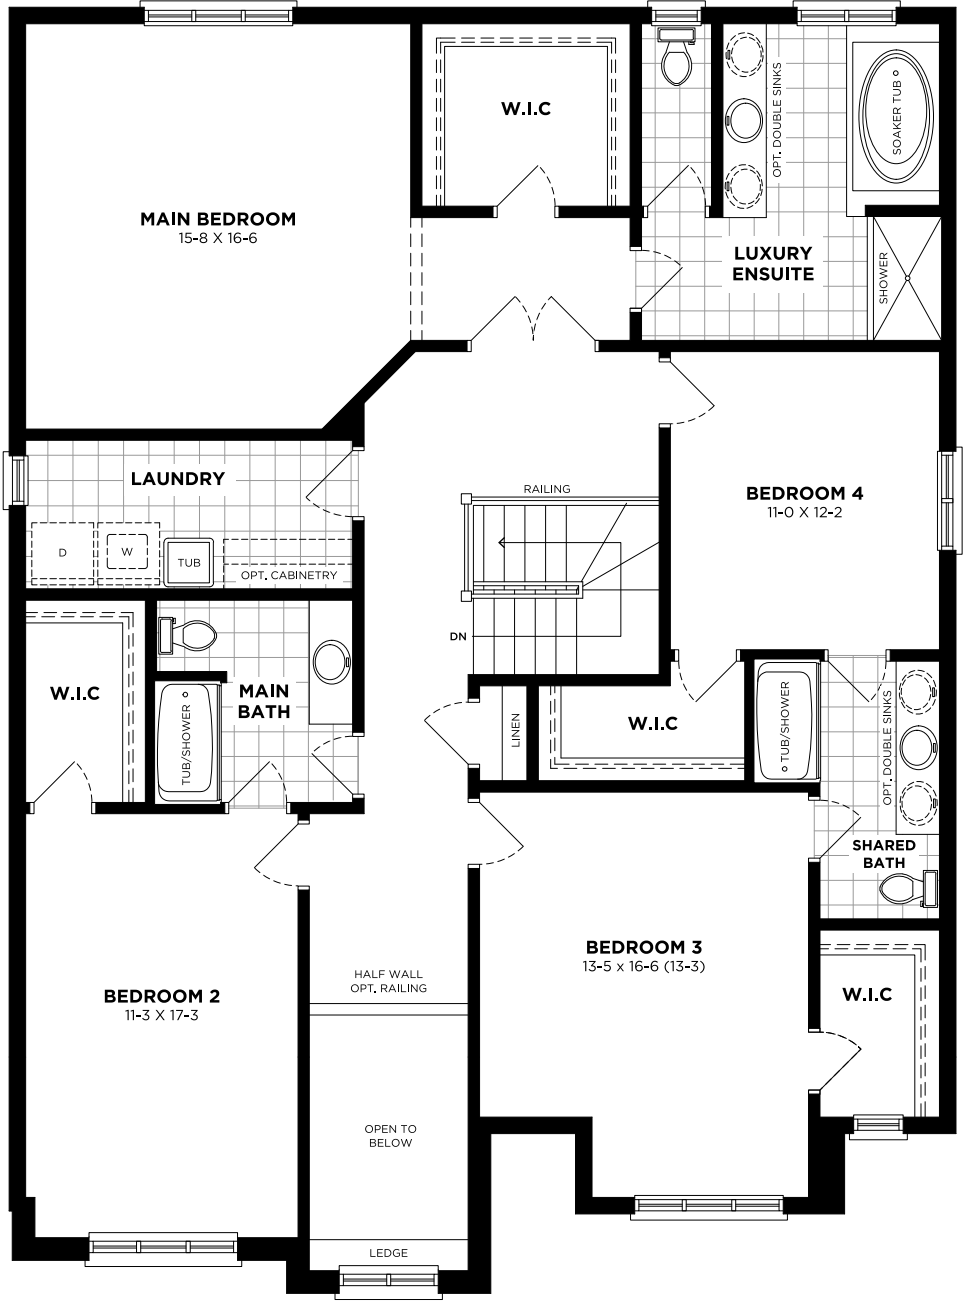 W.I.C
OPT. DOUBLE SINKS
SOAKER TUB
MAIN BEDROOM
15-8 X 16-6
LUXURY
ENSUITE
SHOWER
LAUNDRY
D
W
TUB
OPT. CABINETRY
RAILING
DN
BEDROOM 4
11-0 X 12-2
W.I.C
MAIN
BATH
TUB/SHOWER
LINEN
W.I.C
TUB/SHOWER
OPT. DOUBLE SINKS
SHARED
BATH
BEDROOM 3
13-5 x 16-6 (13-3)
W.I.C
BEDROOM 2
11-3 X 17-3
HALF WALL
OPT. RAILING
OPEN TO
BELOW
LEDGE